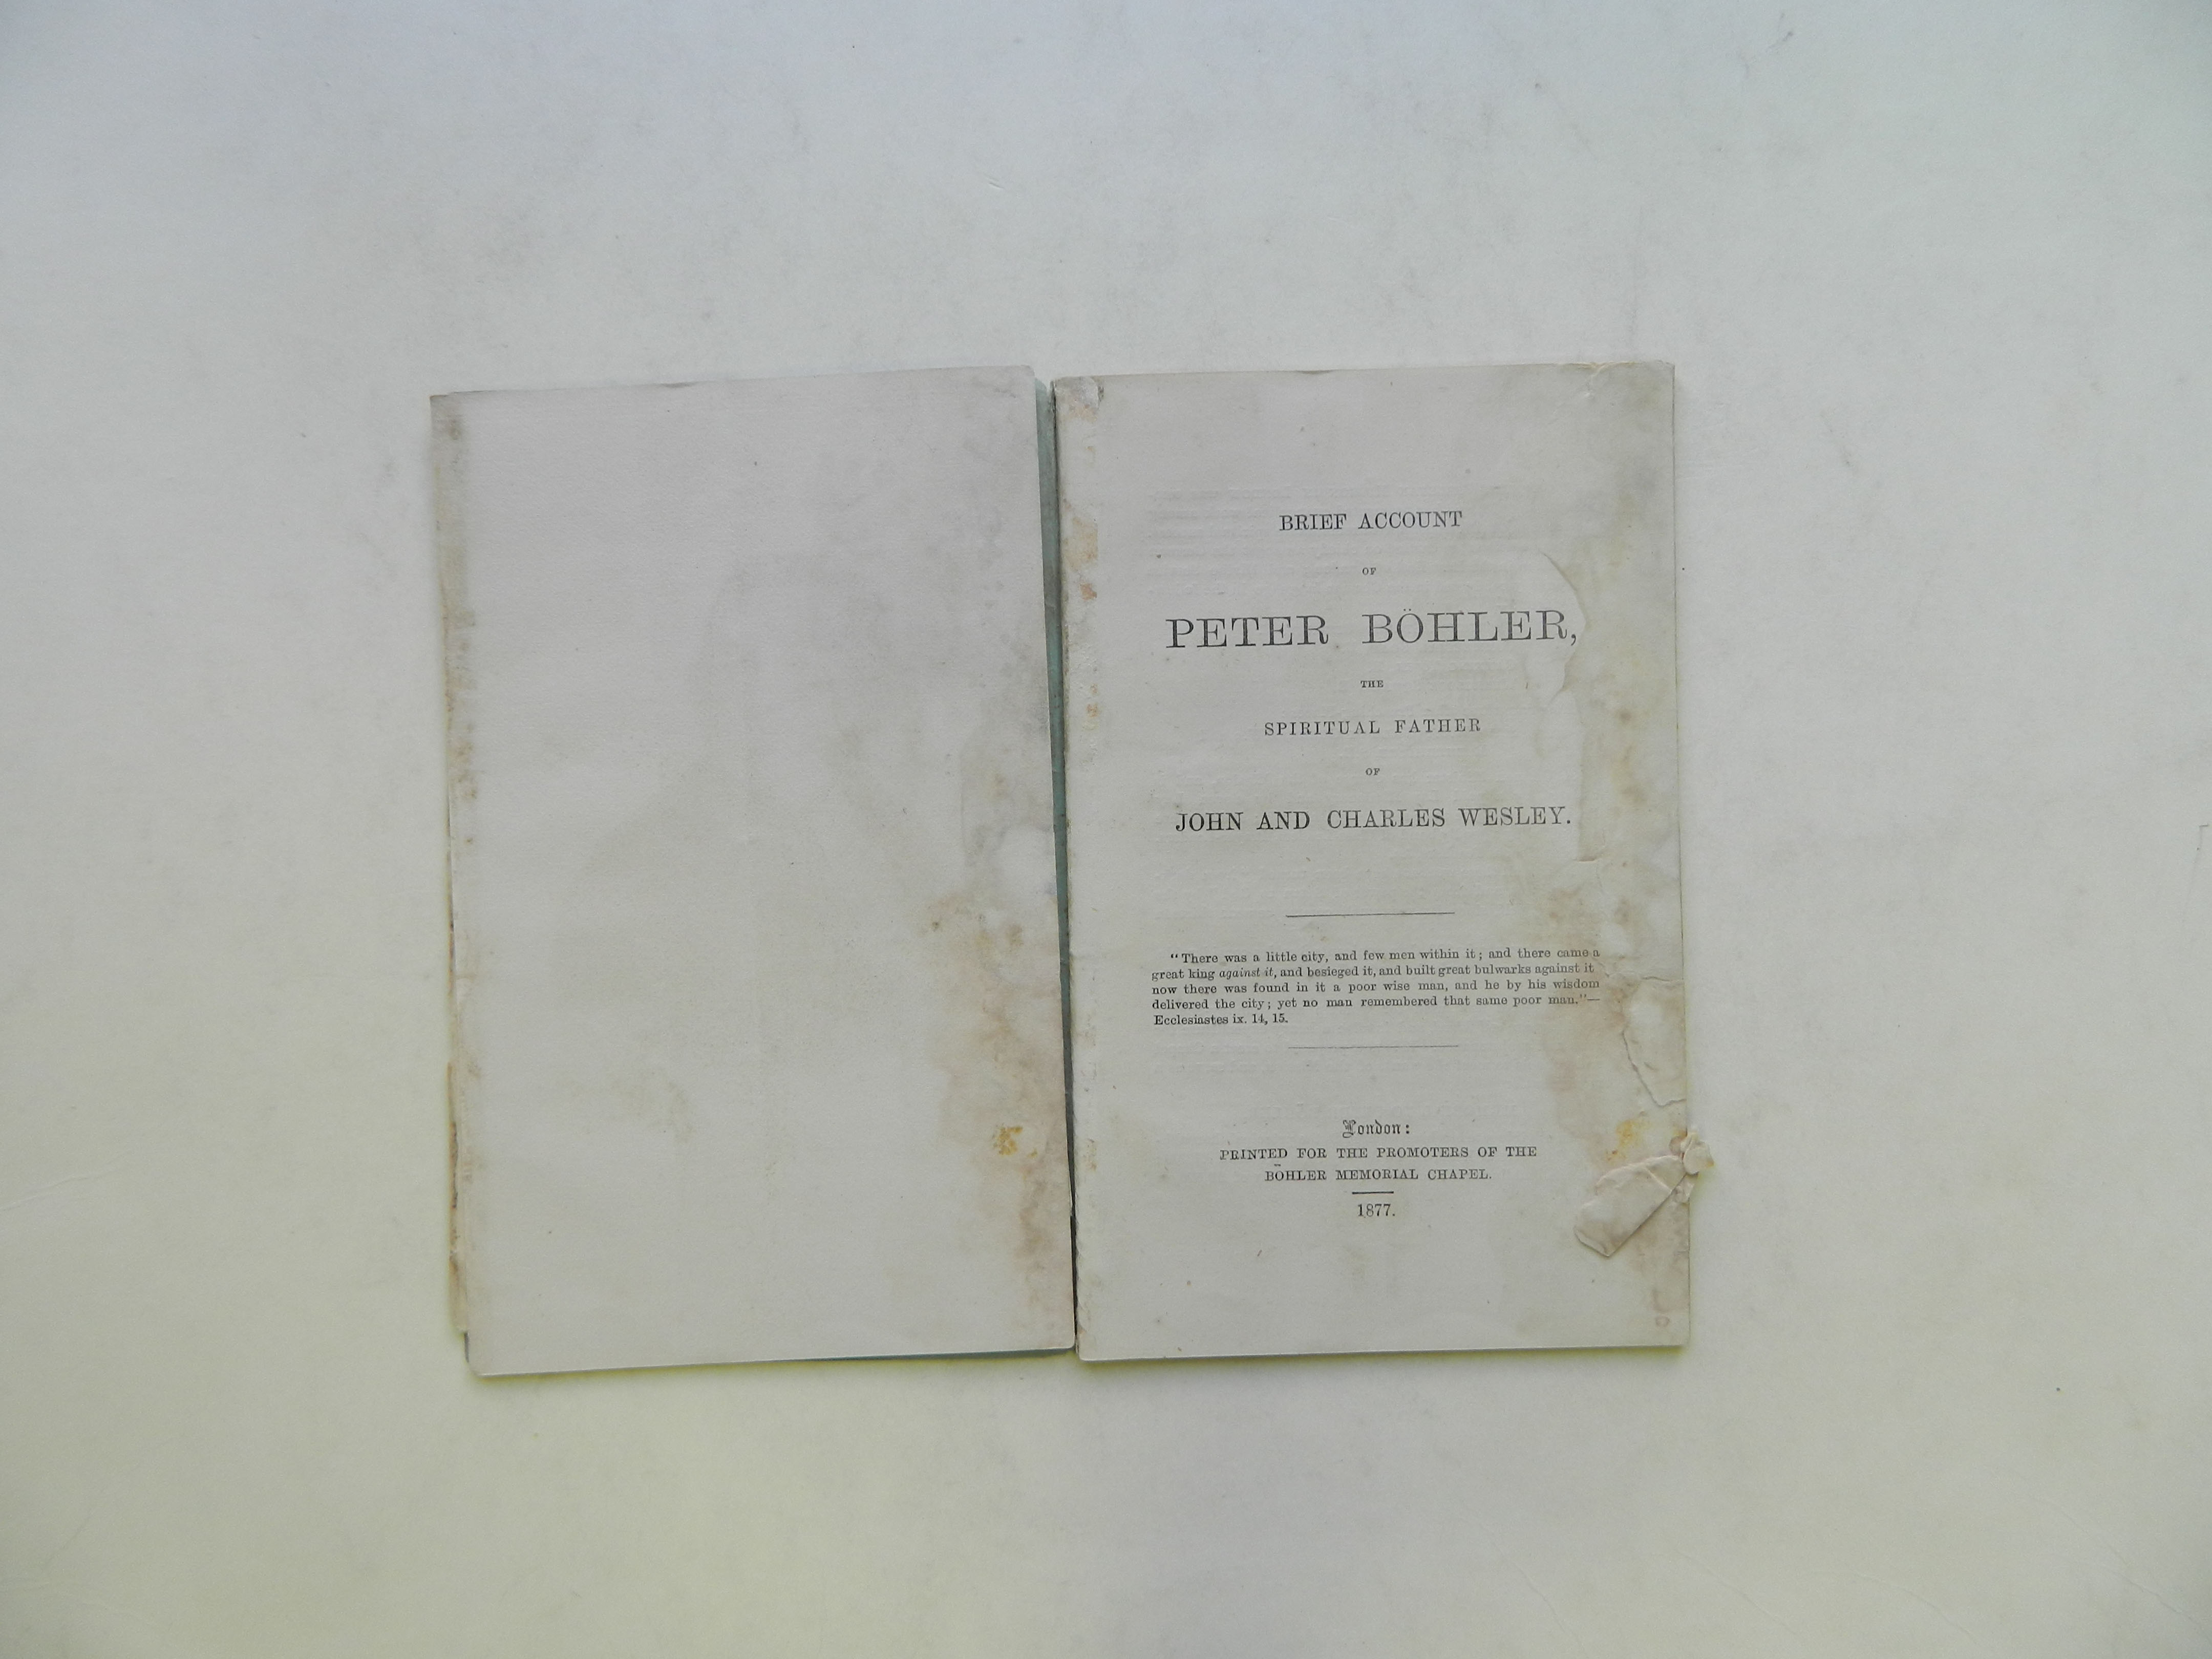 BRIEF ACCOUNT
OF
PETER BÖHLER,
THE
SPIRITUAL FATHER
OF
JOHN AND CHARLES WESLEY.
"There was a little city, and few men within it; and there came a
great king against it, and besieged it, and built great bulwarks against it
now there was found in it a poor wise man, and he by his wisdom
delivered the city; yet no man remembered that same poor man."—
Ecclesiastes ix. 14, 15.
London:
PRINTED FOR THE PROMOTERS OF THE
BÖHLER MEMORIAL CHAPEL.
1877.